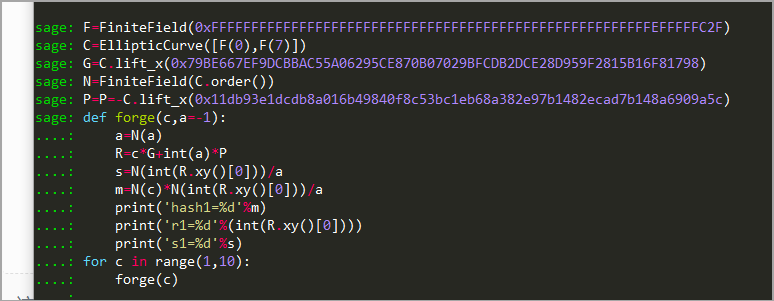 sage: F=FiniteField(0xFFFFFFFFFFFFFFFFFFFFFFFFFFFFFFFFFFFFFFFFFFFFFFFFFFFFFFFEFFFFFC2F)
sage: C=EllipticCurve([F(0),F(7)])
sage: G=C.lift_x(0x79BE667EF9DCBBAC55A06295CE870B07029BFCDB2DCE28D959F2815B16F81798)
sage: N=FiniteField(C.order())
sage: P=P=-C.lift_x(0x11db93e1dcdb8a016b49840f8c53bc1eb68a382e97b1482ecad7b148a6909a5c)
sage: def forge(c,a=-1):
....:     a=N(a)
....:     R=c*G+int(a)*P
....:     s=N(int(R.xy()[0]))/a
....:     m=N(c)*N(int(R.xy()[0]))/a
....:     print('hash1=%d'%m)
....:     print('r1=%d'%(int(R.xy()[0])))
....:     print('s1=%d'%s)
....: for c in range(1,10):
....:     forge(c)